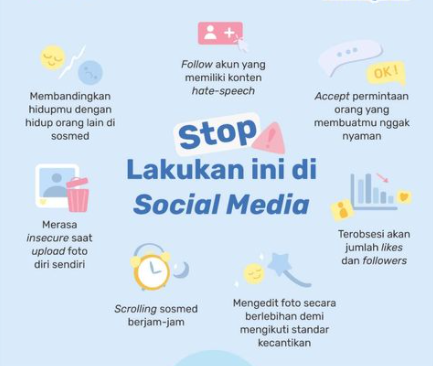 Follow akun yang
memiliki konten
hate-speech
Membandingkan
hidupmu dengan
hidup orang lain di
sosmed
OK!
Accept permintaan
orang yang
membuatmu nggak
nyaman
Stop
Lakukan ini di
Social Media
Merasa
insecure saat
upload foto
diri sendiri
Terobsesi akan
jumlah likes
dan followers
Scrolling sosmed
berjam-jam
Mengedit foto secara
berlebihan demi
mengikuti standar
kecantikan